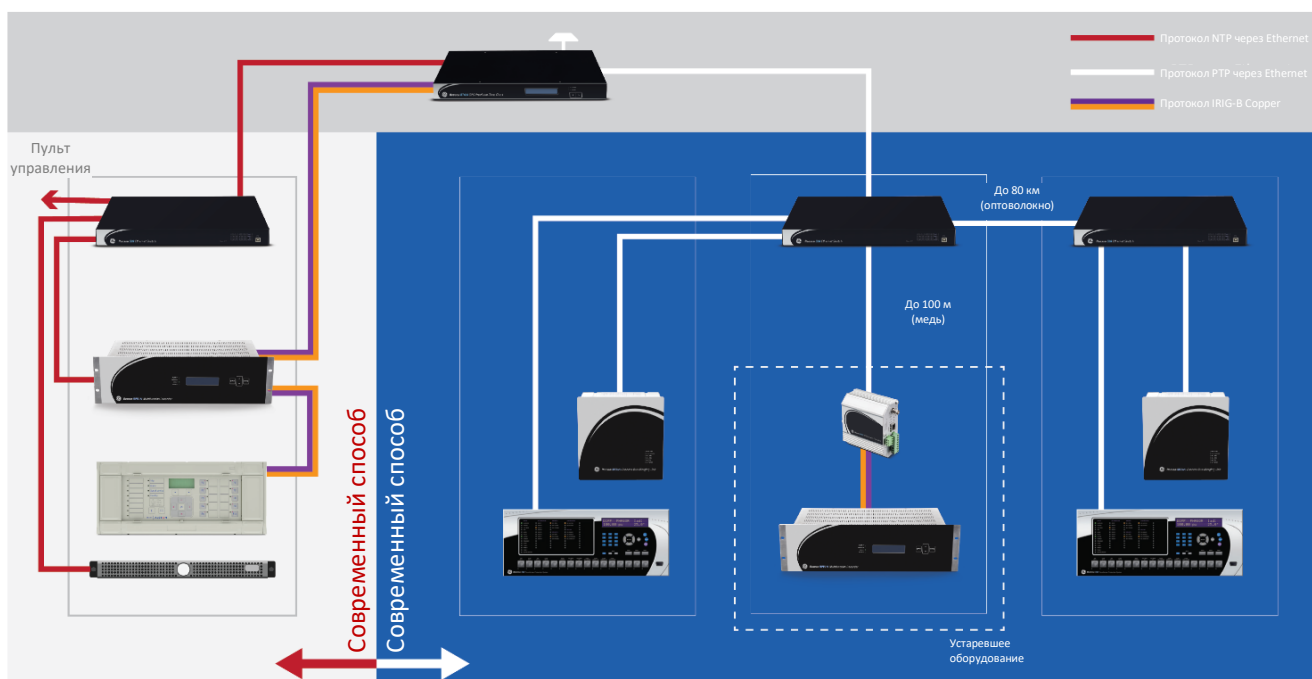 Протокол NTP через Ethernet
Протокол PTP через Ethernet
Протокол IRIG-B Copper
Пульт
управления
До 80 км
(оптоволокно)
До 100 м
(медь)
Современный способ
Современный способ
Устаревшее
оборудование